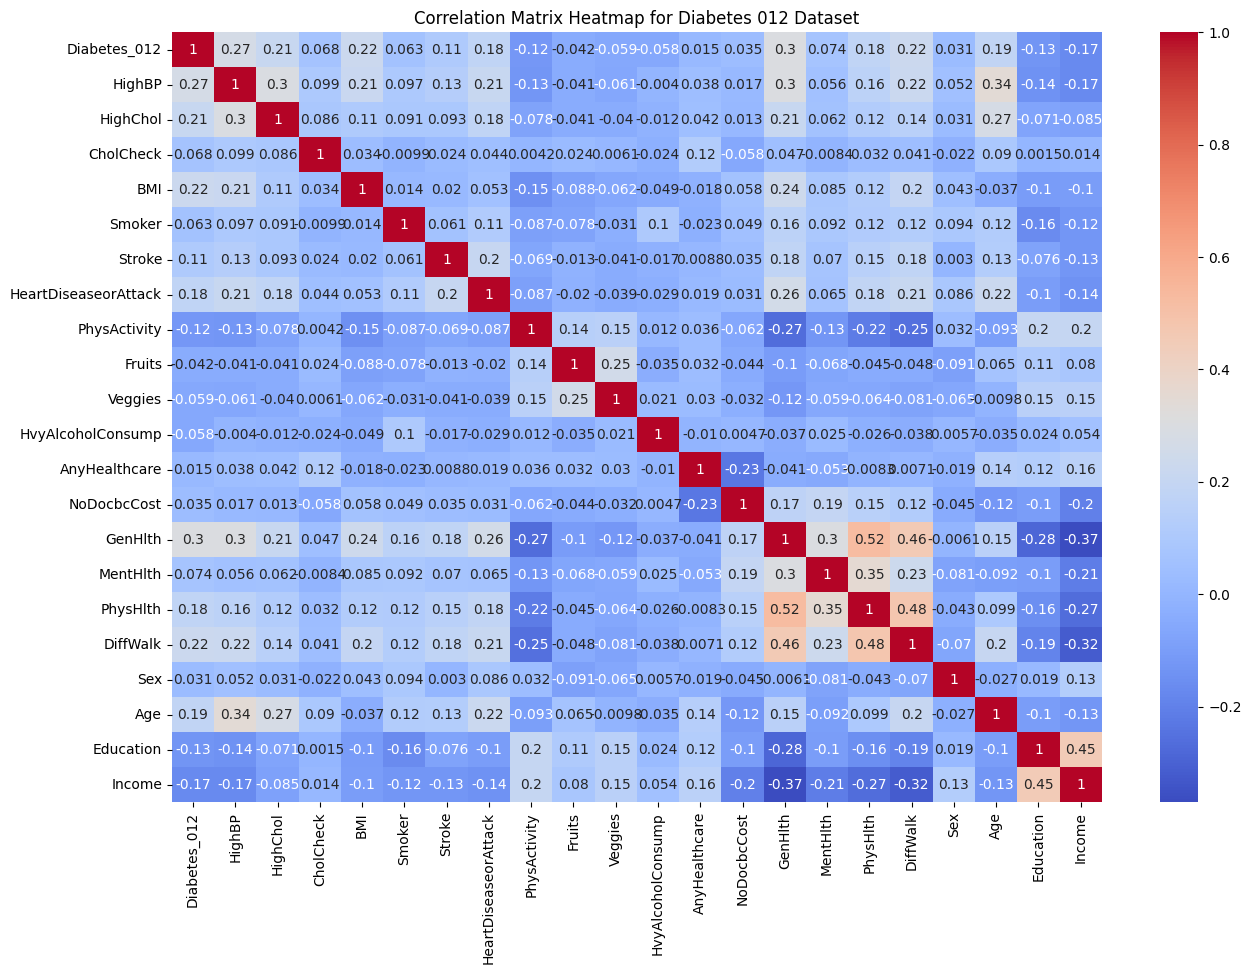 Correlation Matrix Heatmap for Diabetes 012 Dataset
Diabetes_012 1 0.27 0.21 0.068 0.22 0.063 0.11 0.18 -0.12 -0.042 -0.059 -0.058 0.015 0.035 0.3 0.074 0.18 0.22 0.031 0.19 -0.13 -0.17
HighBP 0.27 1 0.3 0.099 0.21 0.097 0.13 0.21 -0.13 -0.041 -0.061 -0.004 0.038 0.017 0.3 0.056 0.16 0.22 0.052 0.34 -0.14 -0.17
HighChol 0.21 0.3 1 0.086 0.11 0.091 0.093 0.18 -0.078 -0.041 -0.04 -0.012 0.042 0.013 0.21 0.062 0.12 0.14 0.031 0.27 -0.071 -0.085
CholCheck 0.068 0.099 0.086 1 0.034 -0.0099 0.024 0.044 0.0042 0.024 0.0061 -0.024 0.12 -0.058 0.047 -0.0084 0.032 0.041 -0.022 0.09 0.0015 0.014
BMI 0.22 0.21 0.11 0.034 1 0.014 0.02 0.053 -0.15 -0.088 -0.062 -0.049 -0.018 0.058 0.24 0.085 0.12 0.2 0.043 -0.037 -0.1 -0.1
Smoker 0.063 0.097 0.091 -0.0099 0.014 1 0.061 0.11 -0.087 -0.078 -0.031 0.1 -0.023 0.049 0.16 0.092 0.12 0.12 0.094 0.12 -0.16 -0.12
Stroke 0.11 0.13 0.093 0.024 0.02 0.061 1 0.2 -0.069 -0.013 -0.041 -0.017 0.0088 0.035 0.18 0.07 0.15 0.18 0.003 0.13 -0.076 -0.13
HeartDiseaseorAttack 0.18 0.21 0.18 0.044 0.053 0.11 0.2 1 -0.087 -0.02 -0.039 -0.029 0.019 0.031 0.26 0.065 0.18 0.21 0.086 0.22 -0.1 -0.14
PhysActivity -0.12 -0.13 -0.078 0.0042 -0.15 -0.087 -0.069 -0.087 1 0.14 0.15 0.012 0.036 -0.062 -0.27 -0.13 -0.22 -0.25 0.032 -0.093 0.2 0.2
Fruits -0.042 -0.041 -0.041 0.024 -0.088 -0.078 -0.013 -0.02 0.14 1 0.25 -0.035 0.032 -0.044 -0.1 -0.068 -0.045 -0.048 -0.091 0.065 0.11 0.08
Veggies -0.059 -0.061 -0.04 0.0061 -0.062 -0.031 -0.041 -0.039 0.15 0.25 1 0.021 0.03 -0.032 -0.12 -0.059 -0.064 -0.081 -0.065 -0.0098 0.15 0.15
HvyAlcoholConsump -0.058 -0.004 -0.012 -0.024 -0.049 0.1 -0.017 -0.029 0.012 -0.035 0.021 1 -0.01 0.0047 -0.037 0.025 -0.026 -0.038 0.0057 -0.035 0.024 0.054
AnyHealthcare 0.015 0.038 0.042 0.12 -0.018 -0.023 0.0088 0.019 0.036 0.032 0.03 -0.01 1 -0.23 -0.041 -0.053 -0.0083 0.0071 -0.019 0.14 0.12 0.16
NoDocbcCost 0.035 0.017 0.013 -0.058 0.058 0.049 0.035 0.031 -0.062 -0.044 -0.032 0.0047 -0.23 1 0.17 0.19 0.15 0.12 -0.045 -0.12 -0.1 -0.2
GenHlth 0.3 0.3 0.21 0.047 0.24 0.16 0.18 0.26 -0.27 -0.1 -0.12 -0.037 -0.041 0.17 1 0.3 0.52 0.46 -0.0061 0.15 -0.28 -0.37
MentHlth 0.074 0.056 0.062 -0.0084 0.085 0.092 0.07 0.065 -0.13 -0.068 -0.059 0.025 -0.053 0.19 0.3 1 0.35 0.23 -0.081 -0.092 -0.1 -0.21
PhysHlth 0.18 0.16 0.12 0.032 0.12 0.12 0.15 0.18 -0.22 -0.045 -0.064 -0.026 -0.0083 0.15 0.52 0.35 1 0.48 -0.043 0.099 -0.16 -0.27
DiffWalk 0.22 0.22 0.14 0.041 0.2 0.12 0.18 0.21 -0.25 -0.048 -0.081 -0.038 0.0071 0.12 0.46 0.23 0.48 1 -0.07 0.2 -0.19 -0.32
Sex 0.031 0.052 0.031 -0.022 0.043 0.094 0.003 0.086 0.032 -0.091 -0.065 0.0057 -0.019 -0.045 -0.0061 -0.081 -0.043 -0.07 1 -0.027 0.019 0.13
Age 0.19 0.34 0.27 0.09 -0.037 0.12 0.13 0.22 -0.093 0.065 -0.0098 -0.035 0.14 -0.12 0.15 -0.092 0.099 0.2 -0.027 1 -0.1 -0.13
Education -0.13 -0.14 -0.071 0.0015 -0.1 -0.16 -0.076 -0.1 0.2 0.11 0.15 0.024 0.12 -0.1 -0.28 -0.1 -0.16 -0.19 0.019 -0.1 1 0.45
Income -0.17 -0.17 -0.085 0.014 -0.1 -0.12 -0.13 -0.14 0.2 0.08 0.15 0.054 0.16 -0.2 -0.37 -0.21 -0.27 -0.32 0.13 -0.13 0.45 1
Diabetes_012
HighBP
HighChol
CholCheck
BMI
Smoker
Stroke
HeartDiseaseorAttack
PhysActivity
Fruits
Veggies
HvyAlcoholConsump
AnyHealthcare
NoDocbcCost
GenHlth
MentHlth
PhysHlth
DiffWalk
Sex
Age
Education
Income
1.0
0.8
0.6
0.4
0.2
0.0
−0.2